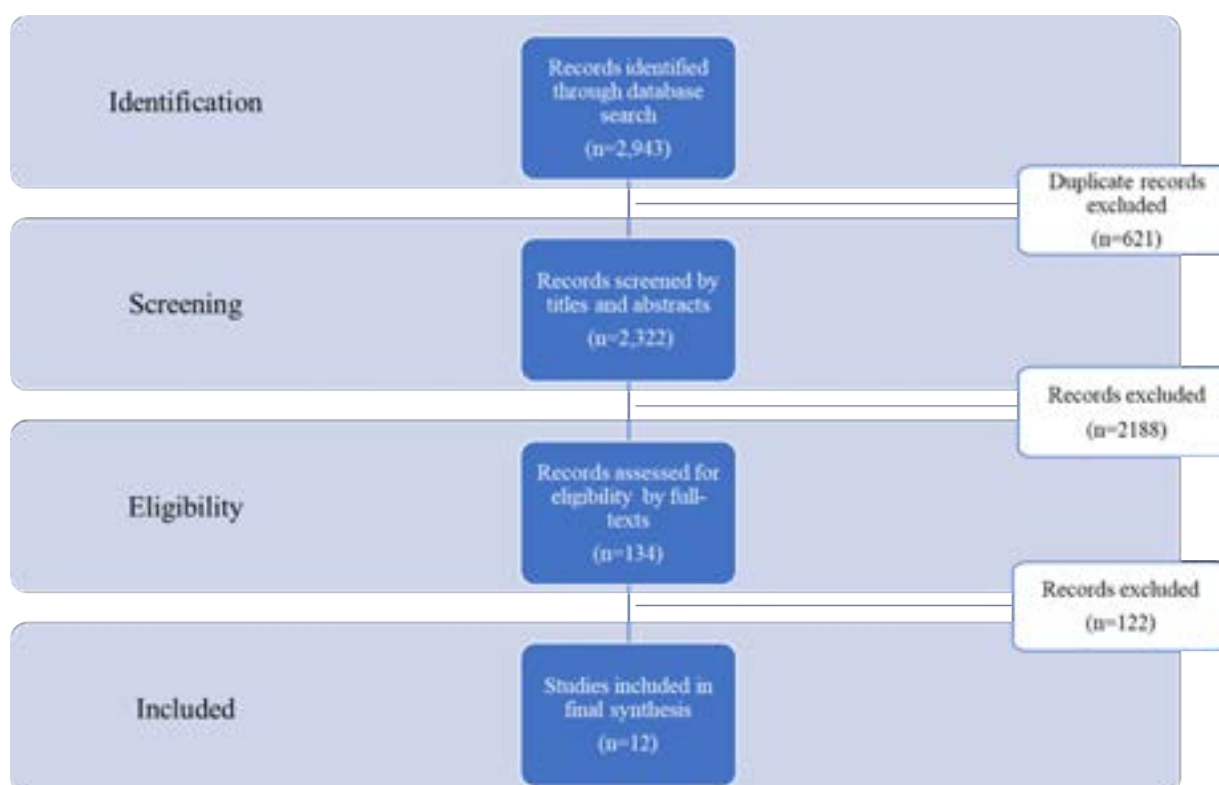 Identification
Records identified
through database
search
(n=2,943)
Duplicate records
excluded
(n=621)
Screening
Records screened by
titles and abstracts
(n=2,322)
Records excluded
(n=2188)
Eligibility
Records assessed for
eligibility by full-
texts
(n=134)
Records excluded
(n=122)
Included
Studies included in
final synthesis
(n=12)